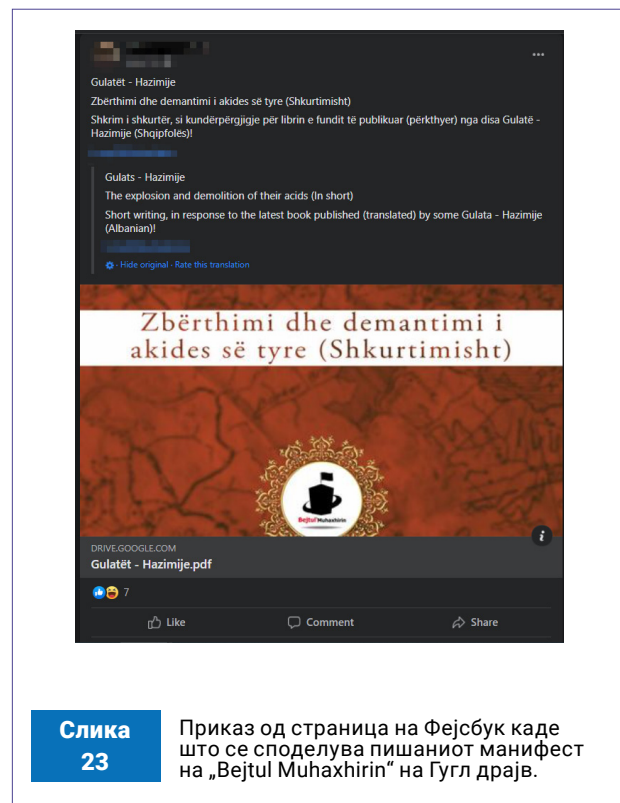 Gulatët - Hazimije
Zbërthimi dhe demantimi i akides së tyre (Shkurtimisht)
Shkrim i shkurtër, si kundërpërgjigje për librin e fundit të publikuar (përkthyer) nga disa Gulatë -
Hazimije (Shqipfolës)!
Gulats - Hazimije
The explosion and demolition of their acids (In short)
Short writing, in response to the latest book published (translated) by some Gulata - Hazimije
(Albanian)!
· Hide original · Rate this translation
Zbërthimi dhe demantimi i
akides së tyre (Shkurtimisht)
Bejtul Muhaxhirin
DRIVE.GOOGLE.COM
Gulatët - Hazimije.pdf
7
Like Comment Share
Слика
23
Приказ од страница на Фејсбук каде
што се споделува пишаниот манифест
на „Bejtul Muhaxhirin“ на Гугл драјв.